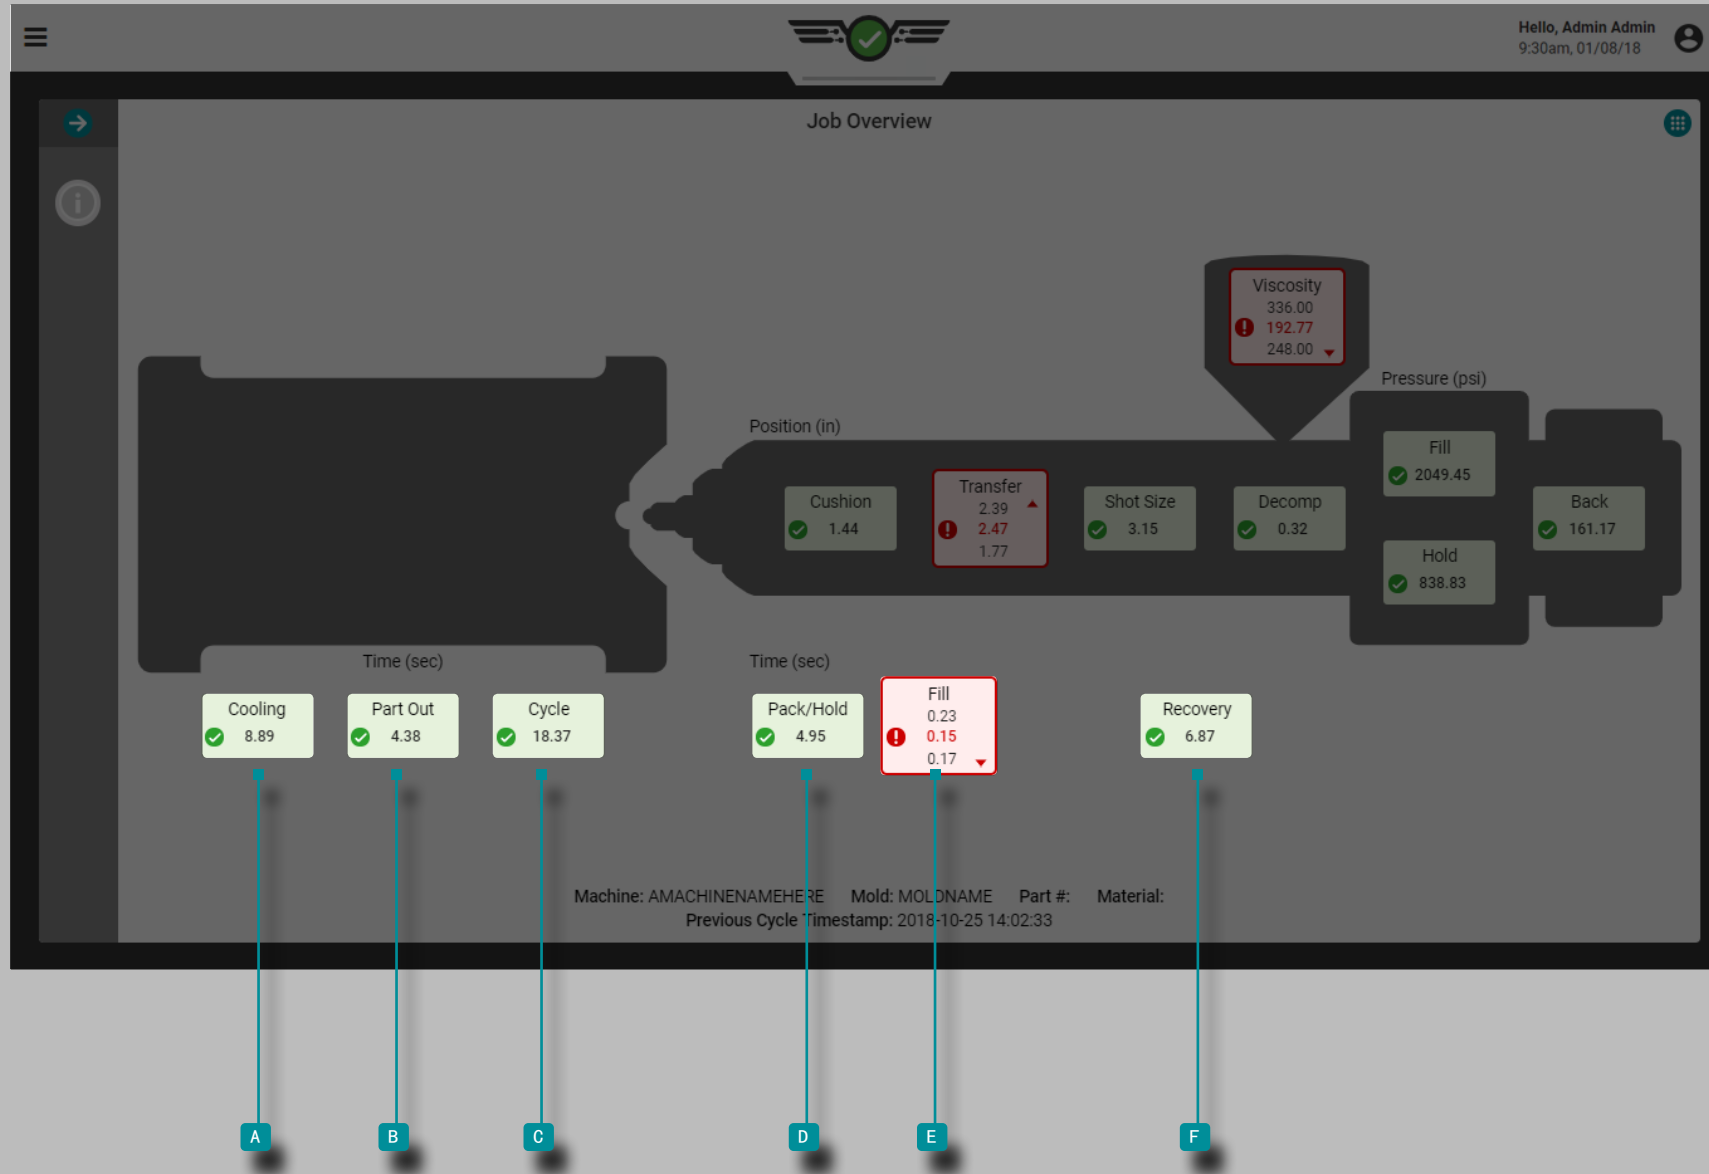 Hello, Admin Admin
9:30am, 01/08/18
Job Overview
Viscosity
336.00
192.77
248.00
Pressure (psi)
Position (in)
Fill
2049.45
Cushion
1.44
Transfer
2.39
2.47
1.77
Shot Size
3.15
Decomp
0.32
Back
161.17
Hold
838.83
Time (sec)
Time (sec)
Cooling
8.89
Part Out
4.38
Cycle
18.37
Pack/Hold
4.95
Fill
0.23
0.15
0.17
Recovery
6.87
Machine: AMACHINENAMEHERE Mold: MOLDNAME Part #: Material:
Previous Cycle Timestamp: 2018-10-25 14:02:33
A B C D E F